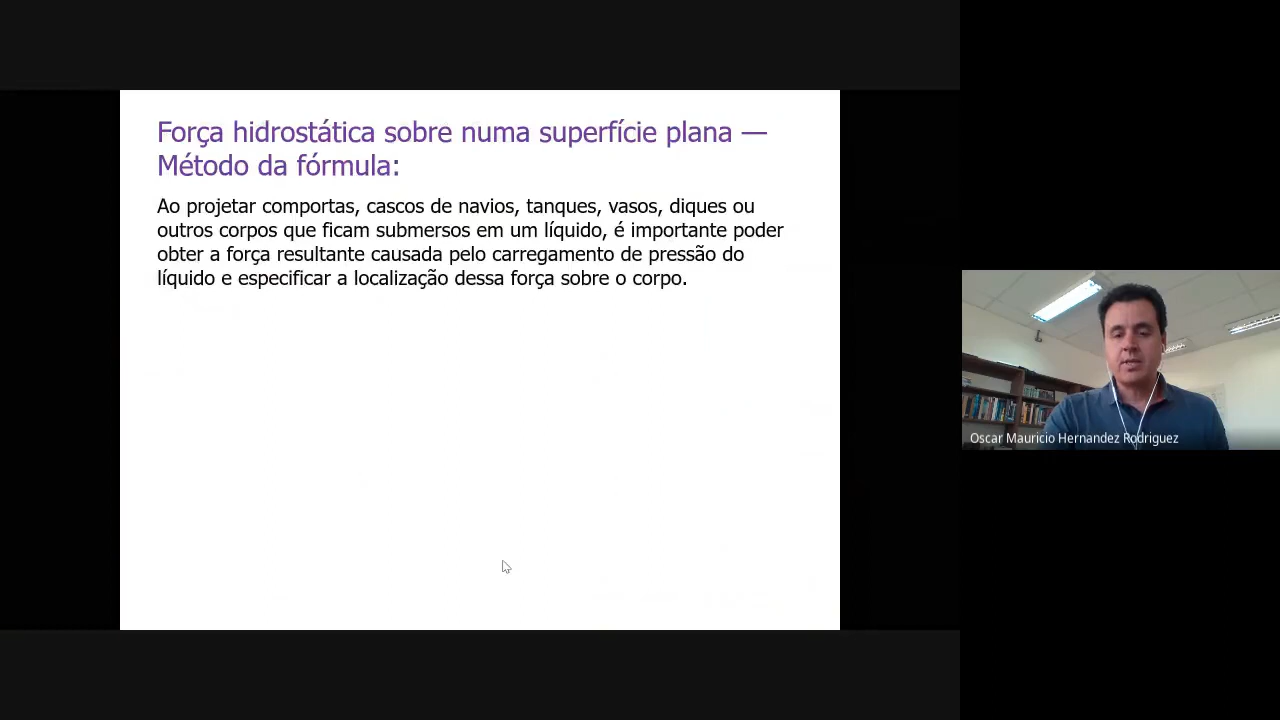 Força hidrostática sobre numa superfície plana —
Método da fórmula:
Ao projetar comportas, cascos de navios, tanques, vasos, diques ou
outros corpos que ficam submersos em um líquido, é importante poder
obter a força resultante causada pelo carregamento de pressão do
líquido e especificar a localização dessa força sobre o corpo.
Oscar Mauricio Hernandez Rodriguez